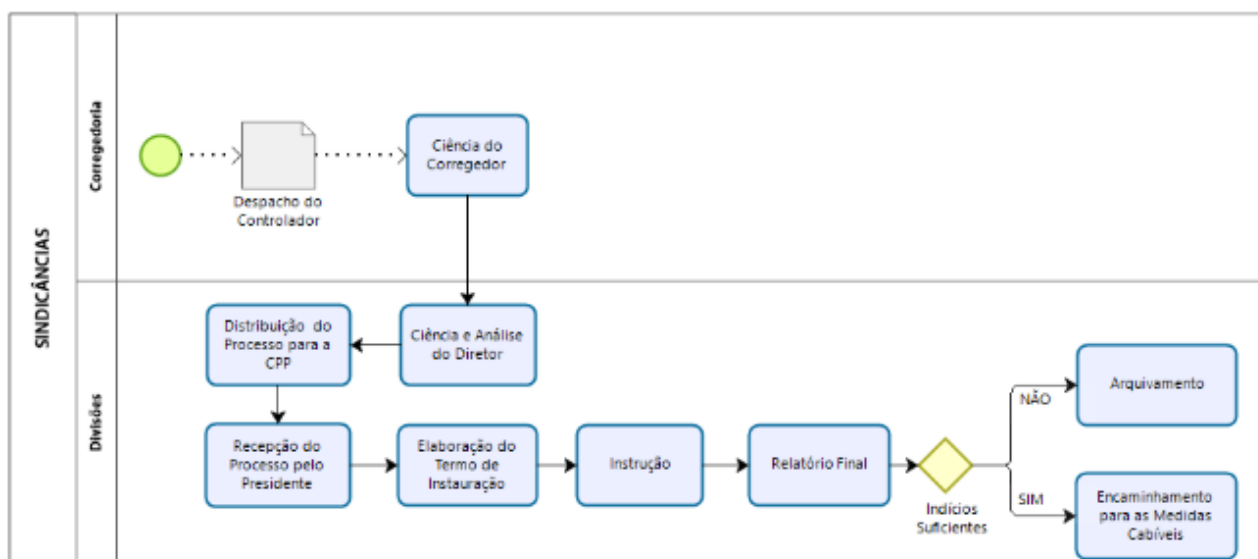 SINDICÂNCIAS
Corregedoria
Despacho do
Controlador
Ciência do
Corregedor
Divisões
Distribuição do
Processo para a
CPP
Ciência e Análise
do Diretor
Recepção do
Processo pelo
Presidente
Elaboração do
Termo de
Instauração
Instrução
Relatório Final
Indícios
Suficientes
NÃO
Arquivamento
SIM
Encaminhamento
para as Medidas
Cabíveis